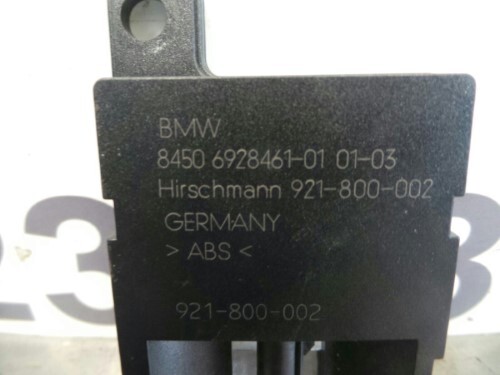 BMW
8450 6928461-01 01-03
Hirschmann 921-800-002
GERMANY
> ABS <
921-800-002